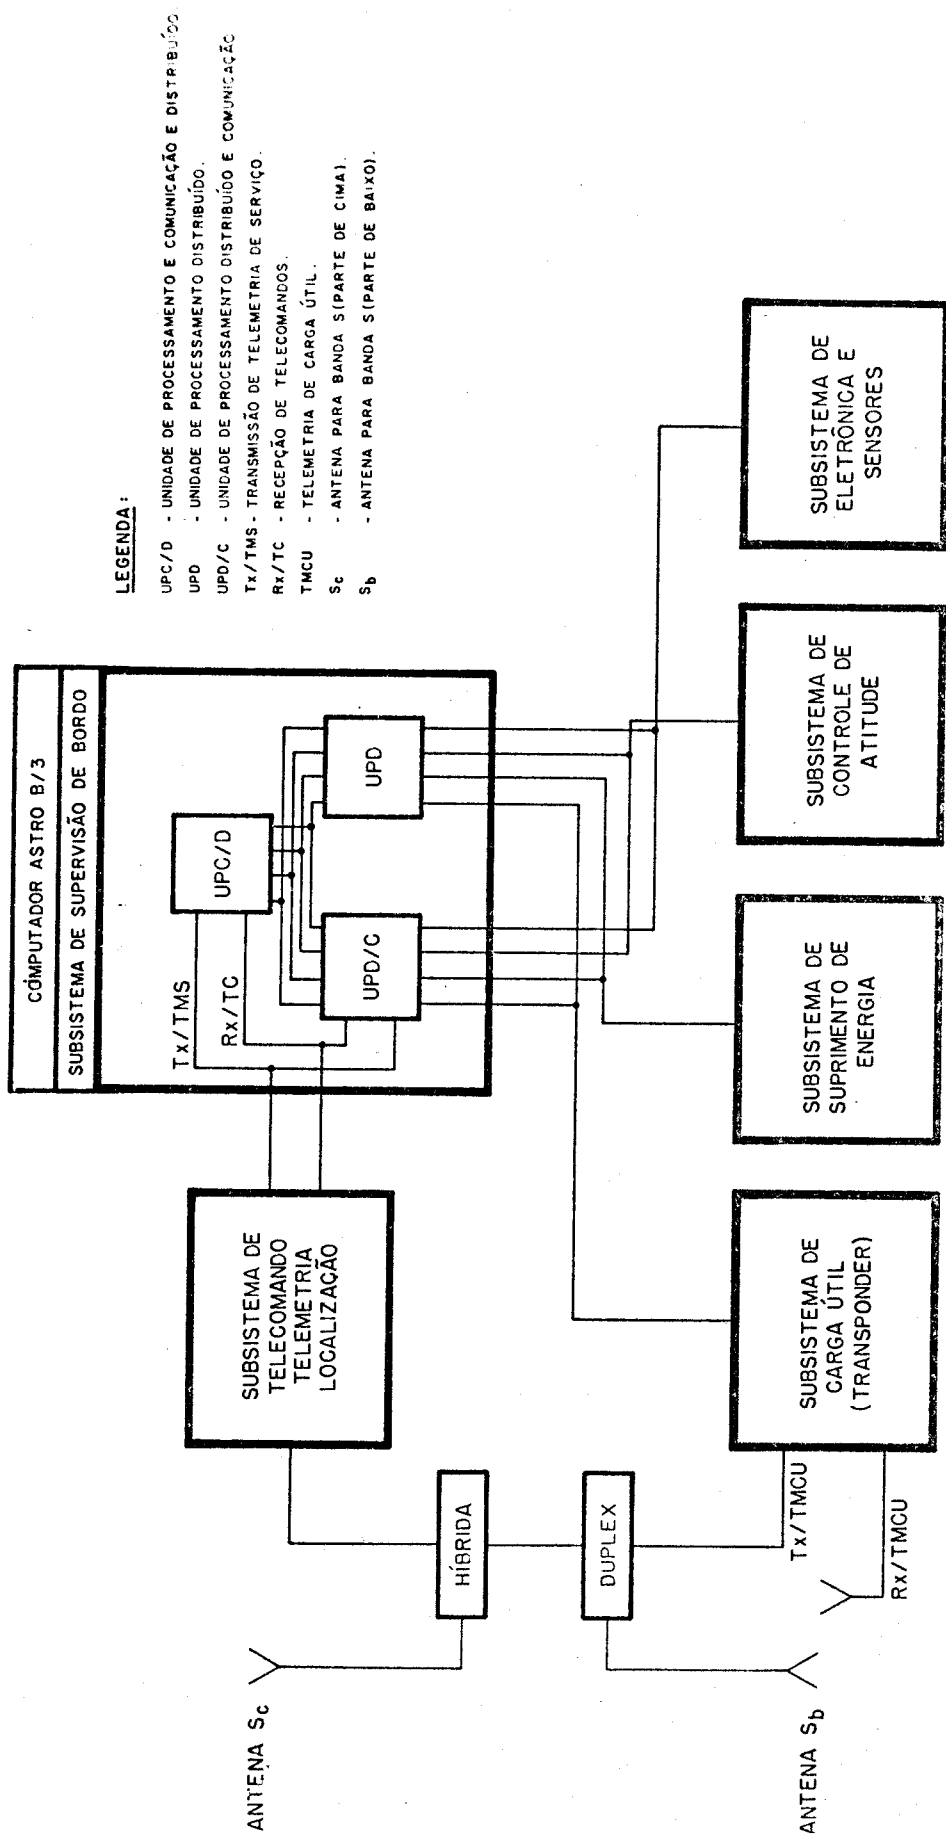 COMPUTADOR ASTRO B/3
SUBSISTEMA DE SUPERVISÃO DE BORDO
UPC/D
UPD/C
UPD
Tx/TMS
Rx/TC
LEGENDA:
UPC/D - UNIDADE DE PROCESSAMENTO E COMUNICAÇÃO E DISTRIBUÍDO.
UPD - UNIDADE DE PROCESSAMENTO DISTRIBUÍDO.
UPD/C - UNIDADE DE PROCESSAMENTO DISTRIBUÍDO E COMUNICAÇÃO
Tx/TMS - TRANSMISSÃO DE TELEMETRIA DE SERVIÇO.
Rx/TC - RECEPÇÃO DE TELECOMANDOS.
TMCU - TELEMETRIA DE CARGA ÚTIL.
Sc - ANTENA PARA BANDA S(PARTE DE CIMA).
Sb - ANTENA PARA BANDA S(PARTE DE BAIXO).
SUBSISTEMA DE
TELECOMANDO
TELEMETRIA
LOCALIZAÇÃO
ANTENA Sc
HÍBRIDA
DUPLEX
ANTENA Sb
Tx/TMCU
Rx/TMCU
SUBSISTEMA DE
CARGA ÚTIL
(TRANSPONDER)
SUBSISTEMA DE
SUPRIMENTO DE
ENERGIA
SUBSISTEMA DE
CONTROLE DE
ATITUDE
SUBSISTEMA DE
ELETRÔNICA E
SENSORES